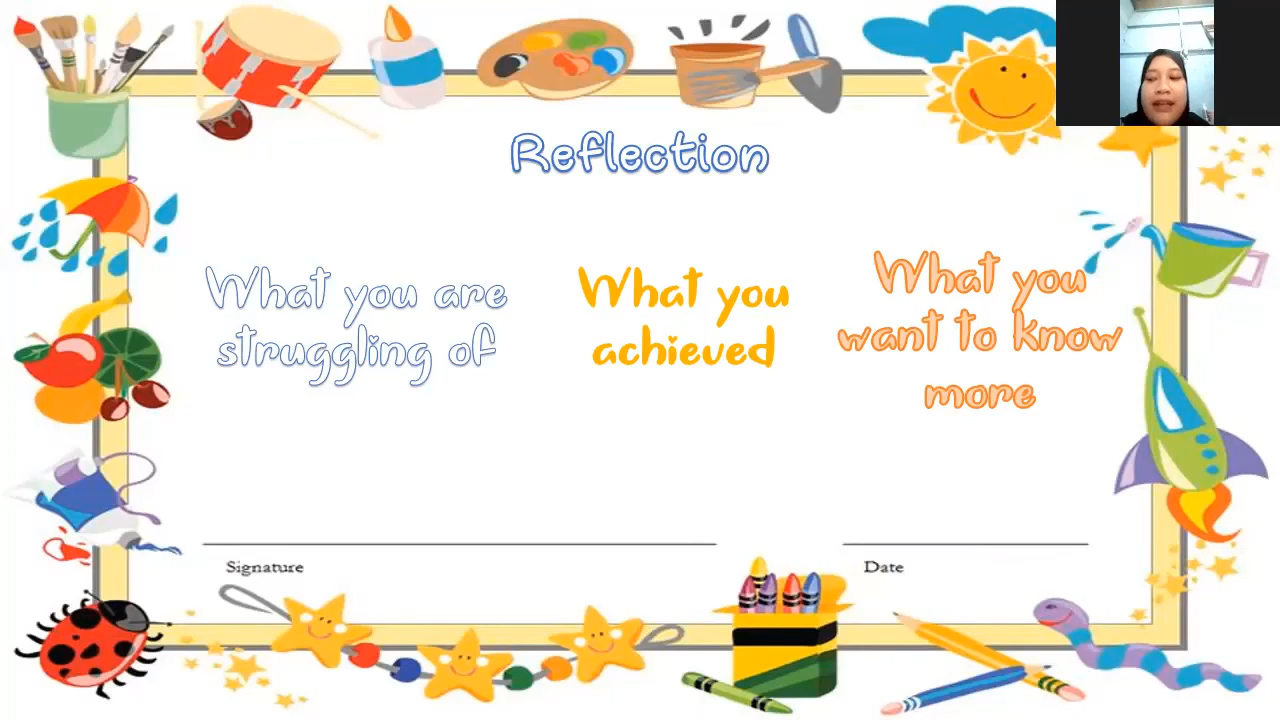 Reflection
What you are
struggling of
What you
achieved
What you
want to know
more
Signature
Date